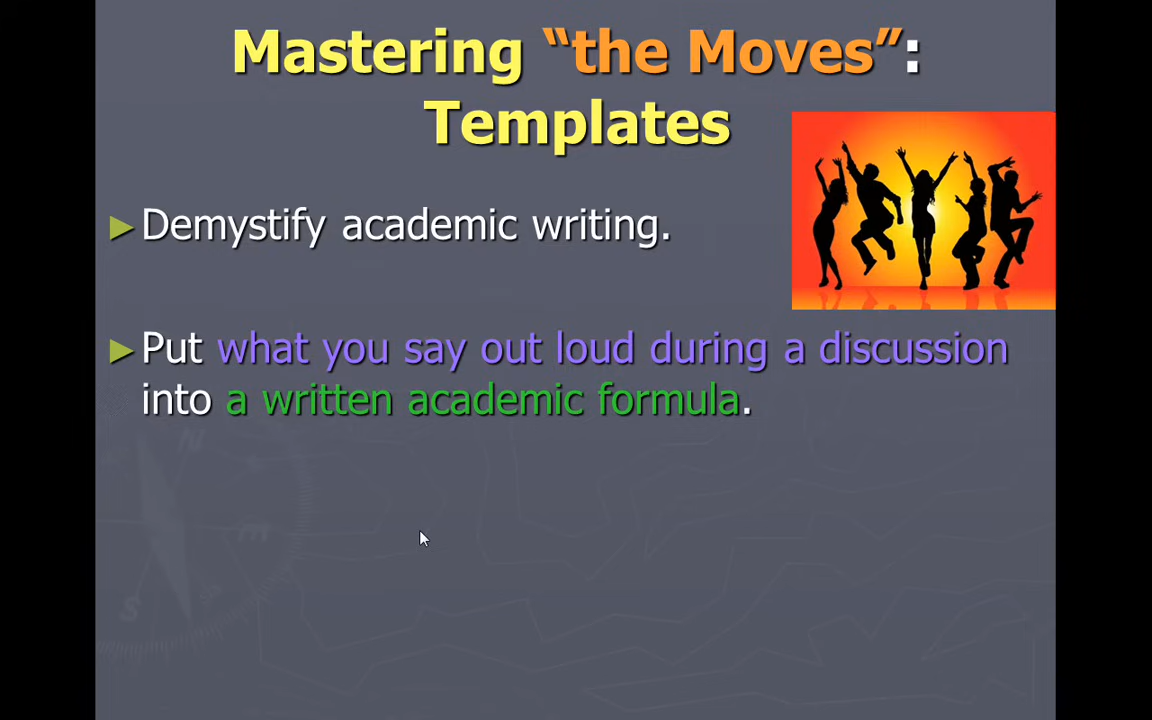 Mastering “the Moves”:
Templates
Demystify academic writing.
Put what you say out loud during a discussion
into a written academic formula.
N
S